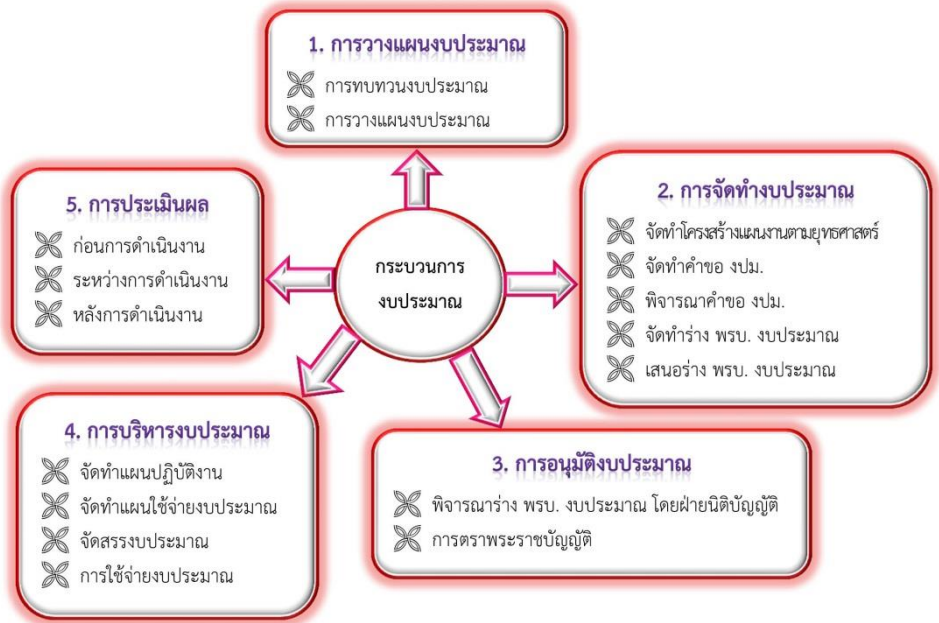 1. การวางแผนงบประมาณ
การทบทวนงบประมาณ
การวางแผนงบประมาณ
2. การจัดทำงบประมาณ
จัดทำโครงสร้างแผนงานตามยุทธศาสตร์
จัดทำคำขอ งปม.
พิจารณาคำขอ งปม.
จัดทำร่าง พรบ. งบประมาณ
เสนอร่าง พรบ. งบประมาณ
3. การอนุมัติงบประมาณ
พิจารณาร่าง พรบ. งบประมาณ โดยฝ่ายนิติบัญญัติ
การตราพระราชบัญญัติ
4. การบริหารงบประมาณ
จัดทำแผนปฏิบัติงาน
จัดทำแผนใช้จ่ายงบประมาณ
จัดสรรงบประมาณ
การใช้จ่ายงบประมาณ
5. การประเมินผล
ก่อนการดำเนินงาน
ระหว่างการดำเนินงาน
หลังการดำเนินงาน
กระบวนการ
งบประมาณ